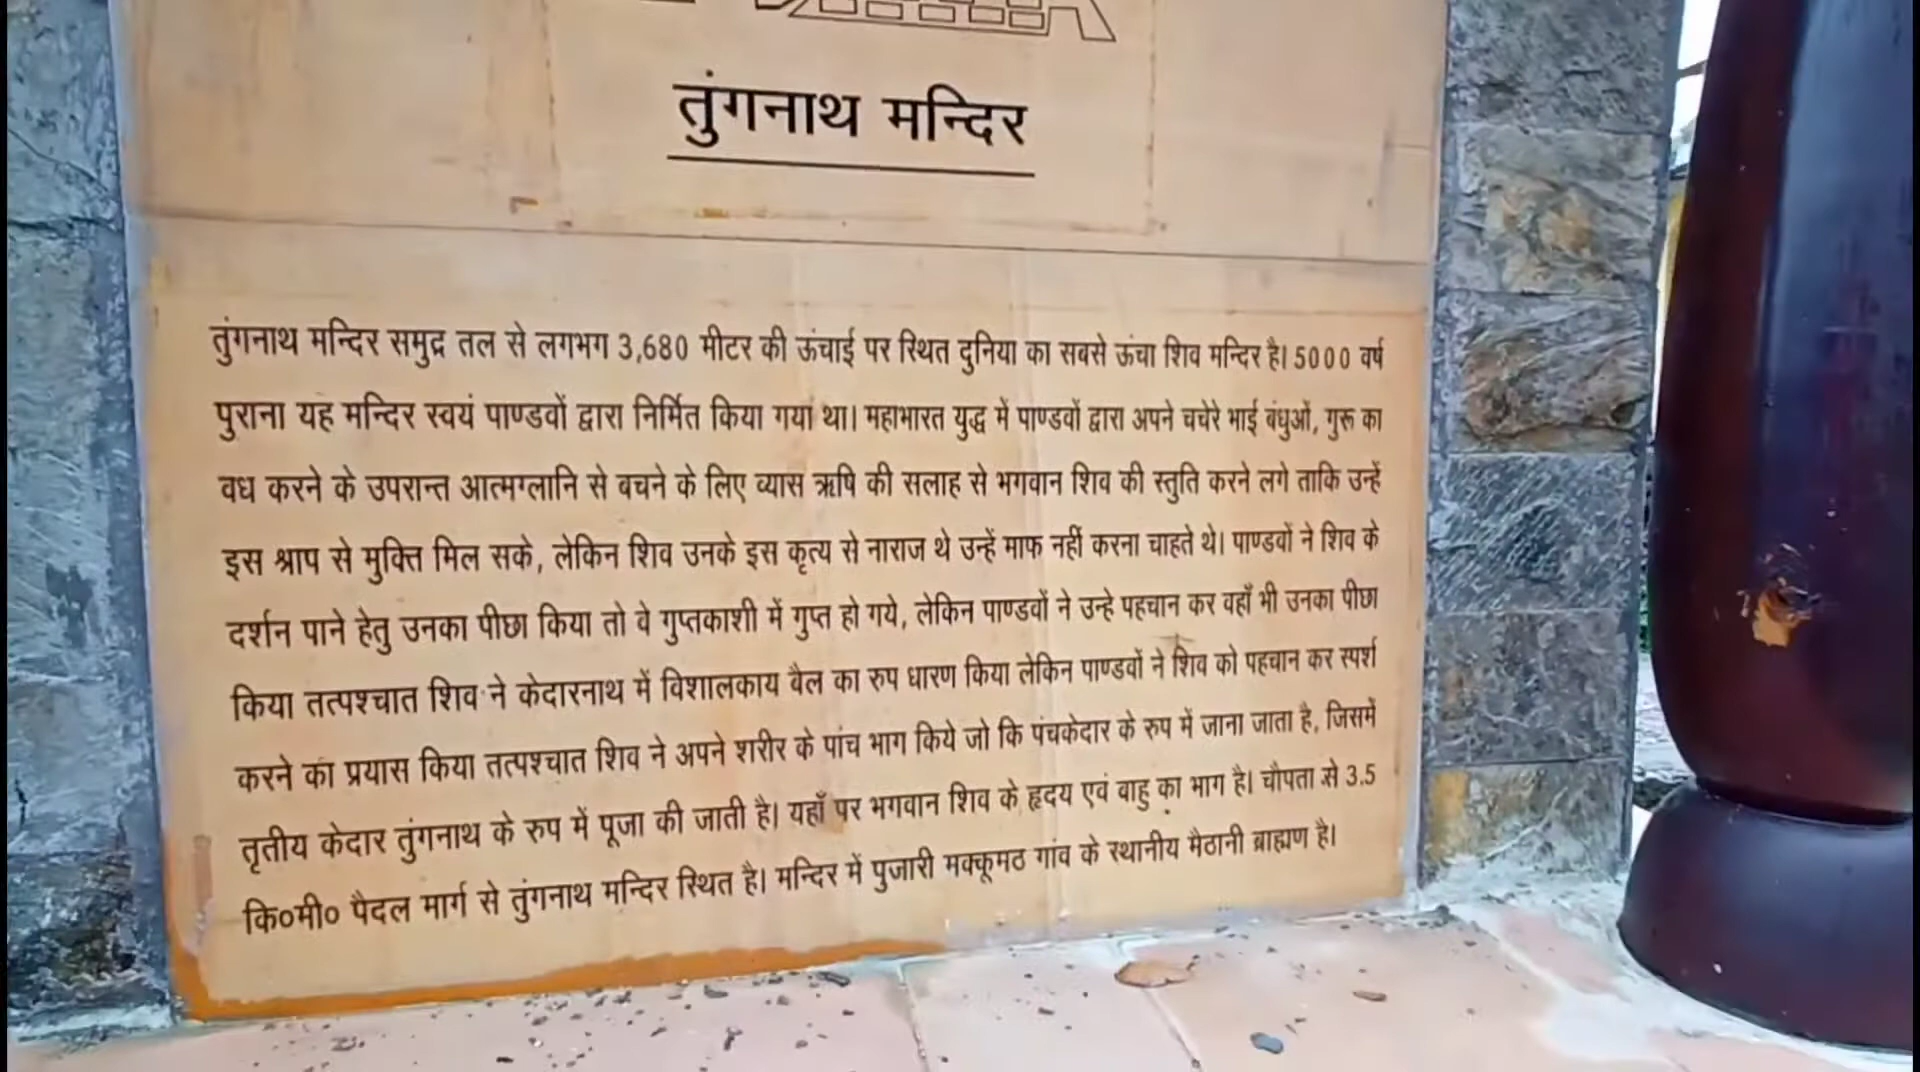 तुंगनाथ मन्दिर
तुंगनाथ मन्दिर समुद्र तल से लगभग 3,680 मीटर की ऊंचाई पर स्थित दुनिया का सबसे ऊंचा शिव मन्दिर है। 5000 वर्ष
पुराना यह मन्दिर स्वयं पाण्डवों द्वारा निर्मित किया गया था। महाभारत युद्ध में पाण्डवों द्वारा अपने चचेरे भाई बंधुओं, गुरू का
वध करने के उपरान्त आत्मग्लानि से बचने के लिए व्यास ऋषि की सलाह से भगवान शिव की स्तुति करने लगे ताकि उन्हें
इस श्राप से मुक्ति मिल सके, लेकिन शिव उनके इस कृत्य से नाराज थे उन्हें माफ नहीं करना चाहते थे। पाण्डवों ने शिव के
दर्शन पाने हेतु उनका पीछा किया तो वे गुप्तकाशी में गुप्त हो गये, लेकिन पाण्डवों ने उन्हे पहचान कर वहाँ भी उनका पीछा
किया तत्पश्चात शिव ने केदारनाथ में विशालकाय बैल का रुप धारण किया लेकिन पाण्डवों ने शिव को पहचान कर स्पर्श
करने का प्रयास किया तत्पश्चात शिव ने अपने शरीर के पांच भाग किये जो कि पंचकेदार के रुप में जाना जाता है, जिसमें
तृतीय केदार तुंगनाथ के रुप में पूजा की जाती है। यहाँ पर भगवान शिव के हृदय एवं बाहु का भाग है। चौपता से 3.5
कि०मी० पैदल मार्ग से तुंगनाथ मन्दिर स्थित है। मन्दिर में पुजारी मक्कूमठ गांव के स्थानीय मैठानी ब्राह्मण है।